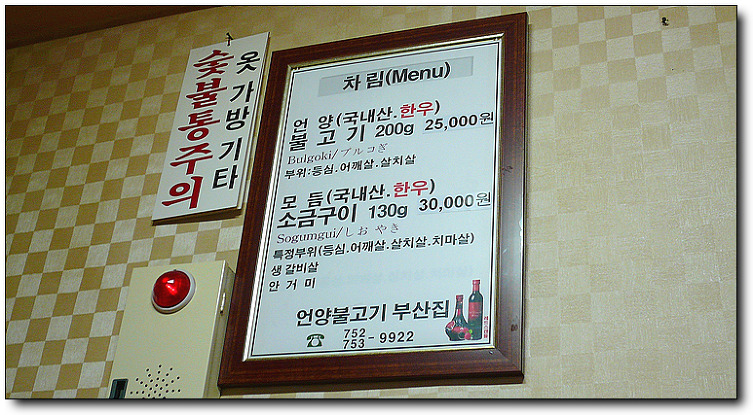 숯불통주의
옷 가방 기타
차 림(Menu)
언 양(국내산.한우)
불 고 기 200g 25,000원
Bulgoki/プルコぎ
부위:등심.어깨살.살치살
모 듬(국내산.한우)
소금구이 130g 30,000원
Sogumgui/しお やき
특정부위(등심.어깨살.살치살.치마살)
생 갈비살
안 거 미
언양불고기 부산집
☎ 752
753 - 9922